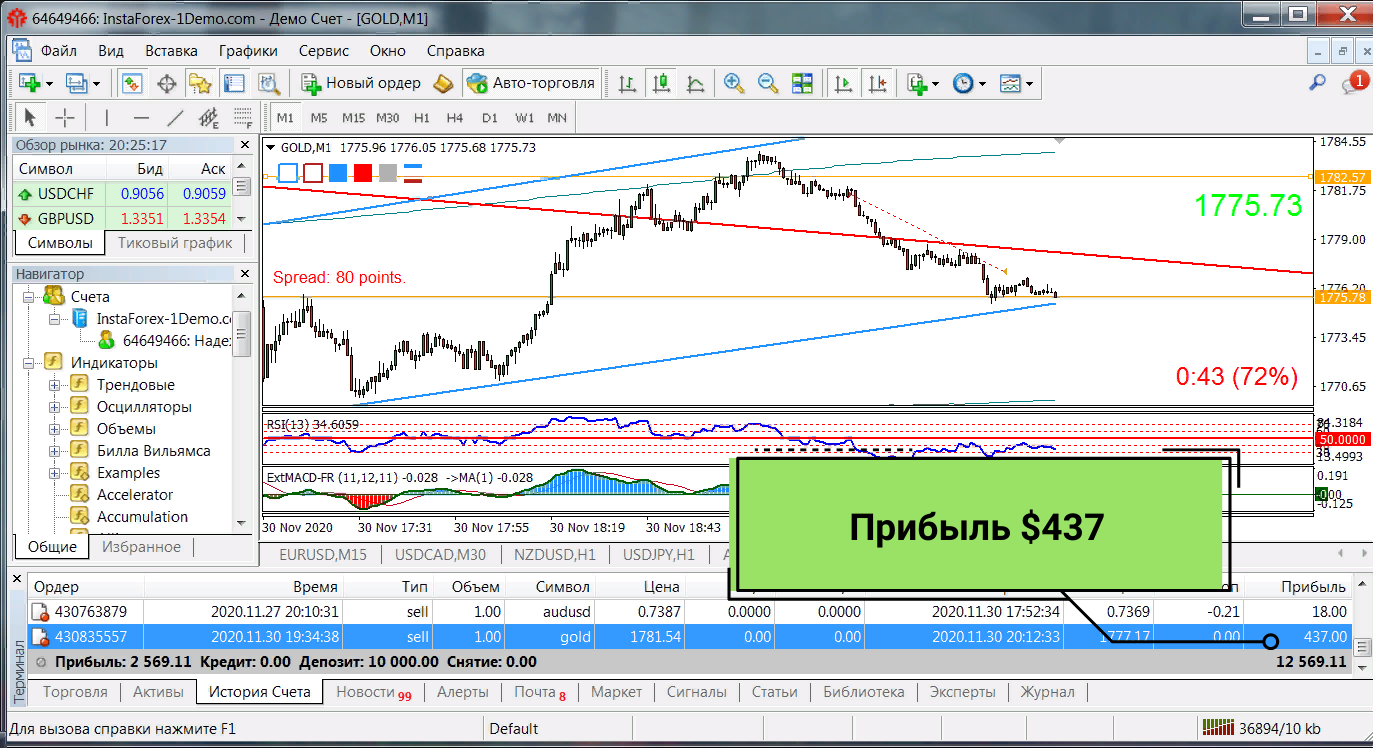 64649466: InstaForex-1Demo.com - Демо Счет - [GOLD,M1]
Файл Вид Вставка Графики Сервис Окно Справка
Новый ордер Авто-торговля 1
M1 M5 M15 M30 H1 H4 D1 W1 MN
Обзор рынка: 20:25:17
Символ Бид Аск
USDCHF 0.9056 0.9059
GBPUSD 1.3351 1.3354
Символы Тиковый график
Навигатор
Счета
InstaForex-1Demo.c
64649466: Наде
Индикаторы
Трендовые
Осцилляторы
Объемы
Билла Вильямса
Examples
Accelerator
Accumulation
Общие Избранное
GOLD,M1 1775.96 1776.05 1775.68 1775.73
1784.55
1782.57
1781.75
1775.73
1779.00
Spread: 80 points.
1776.20
1775.78
1773.45
0:43 (72%)
1770.65
RSI(13) 34.6059
84.3184
50.0000
13.4993
ExtMACD-FR (11,12,11) -0.028 ->MA(1) -0.028
0.191
-0.125
30 Nov 2020 30 Nov 17:31 30 Nov 17:55 30 Nov 18:19 30 Nov 18:43
EURUSD,M15 USDCAD,M30 NZDUSD,H1 USDJPY,H1
Прибыль $437
Ордер Время Тип Объем Символ Цена Прибыль
430763879 2020.11.27 20:10:31 sell 1.00 audusd 0.7387 0.0000 0.0000 2020.11.30 17:52:34 0.7369 -0.21 18.00
430835557 2020.11.30 19:34:38 sell 1.00 gold 1781.54 0.00 0.00 2020.11.30 20:12:33 1777.17 0.00 437.00
Прибыль: 2 569.11 Кредит: 0.00 Депозит: 10 000.00 Снятие: 0.00 12 569.11
Терминал
Торговля Активы История Счета Новости 99 Алерты Почта 8 Маркет Сигналы Статьи Библиотека Эксперты Журнал
Для вызова справки нажмите F1 Default 36894/10 kb